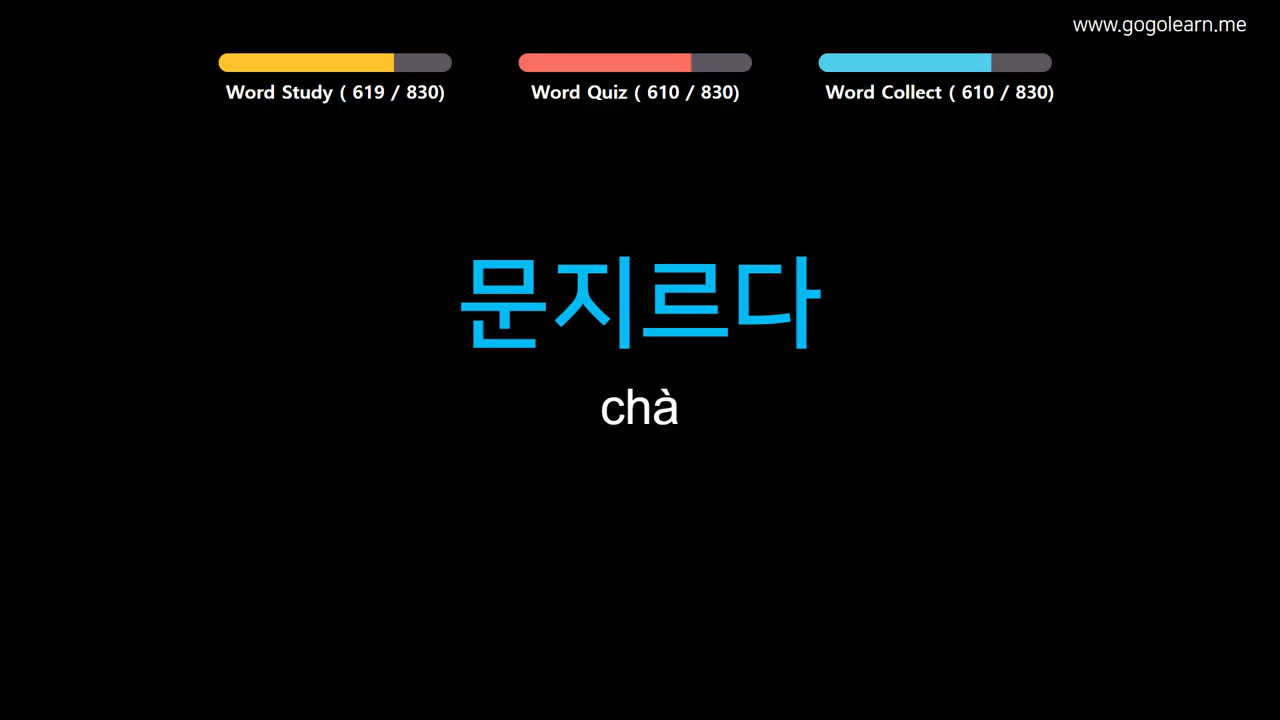 www.gogolearn.me
Word Study ( 619 / 830)
Word Quiz ( 610 / 830)
Word Collect ( 610 / 830)
문지르다
chà